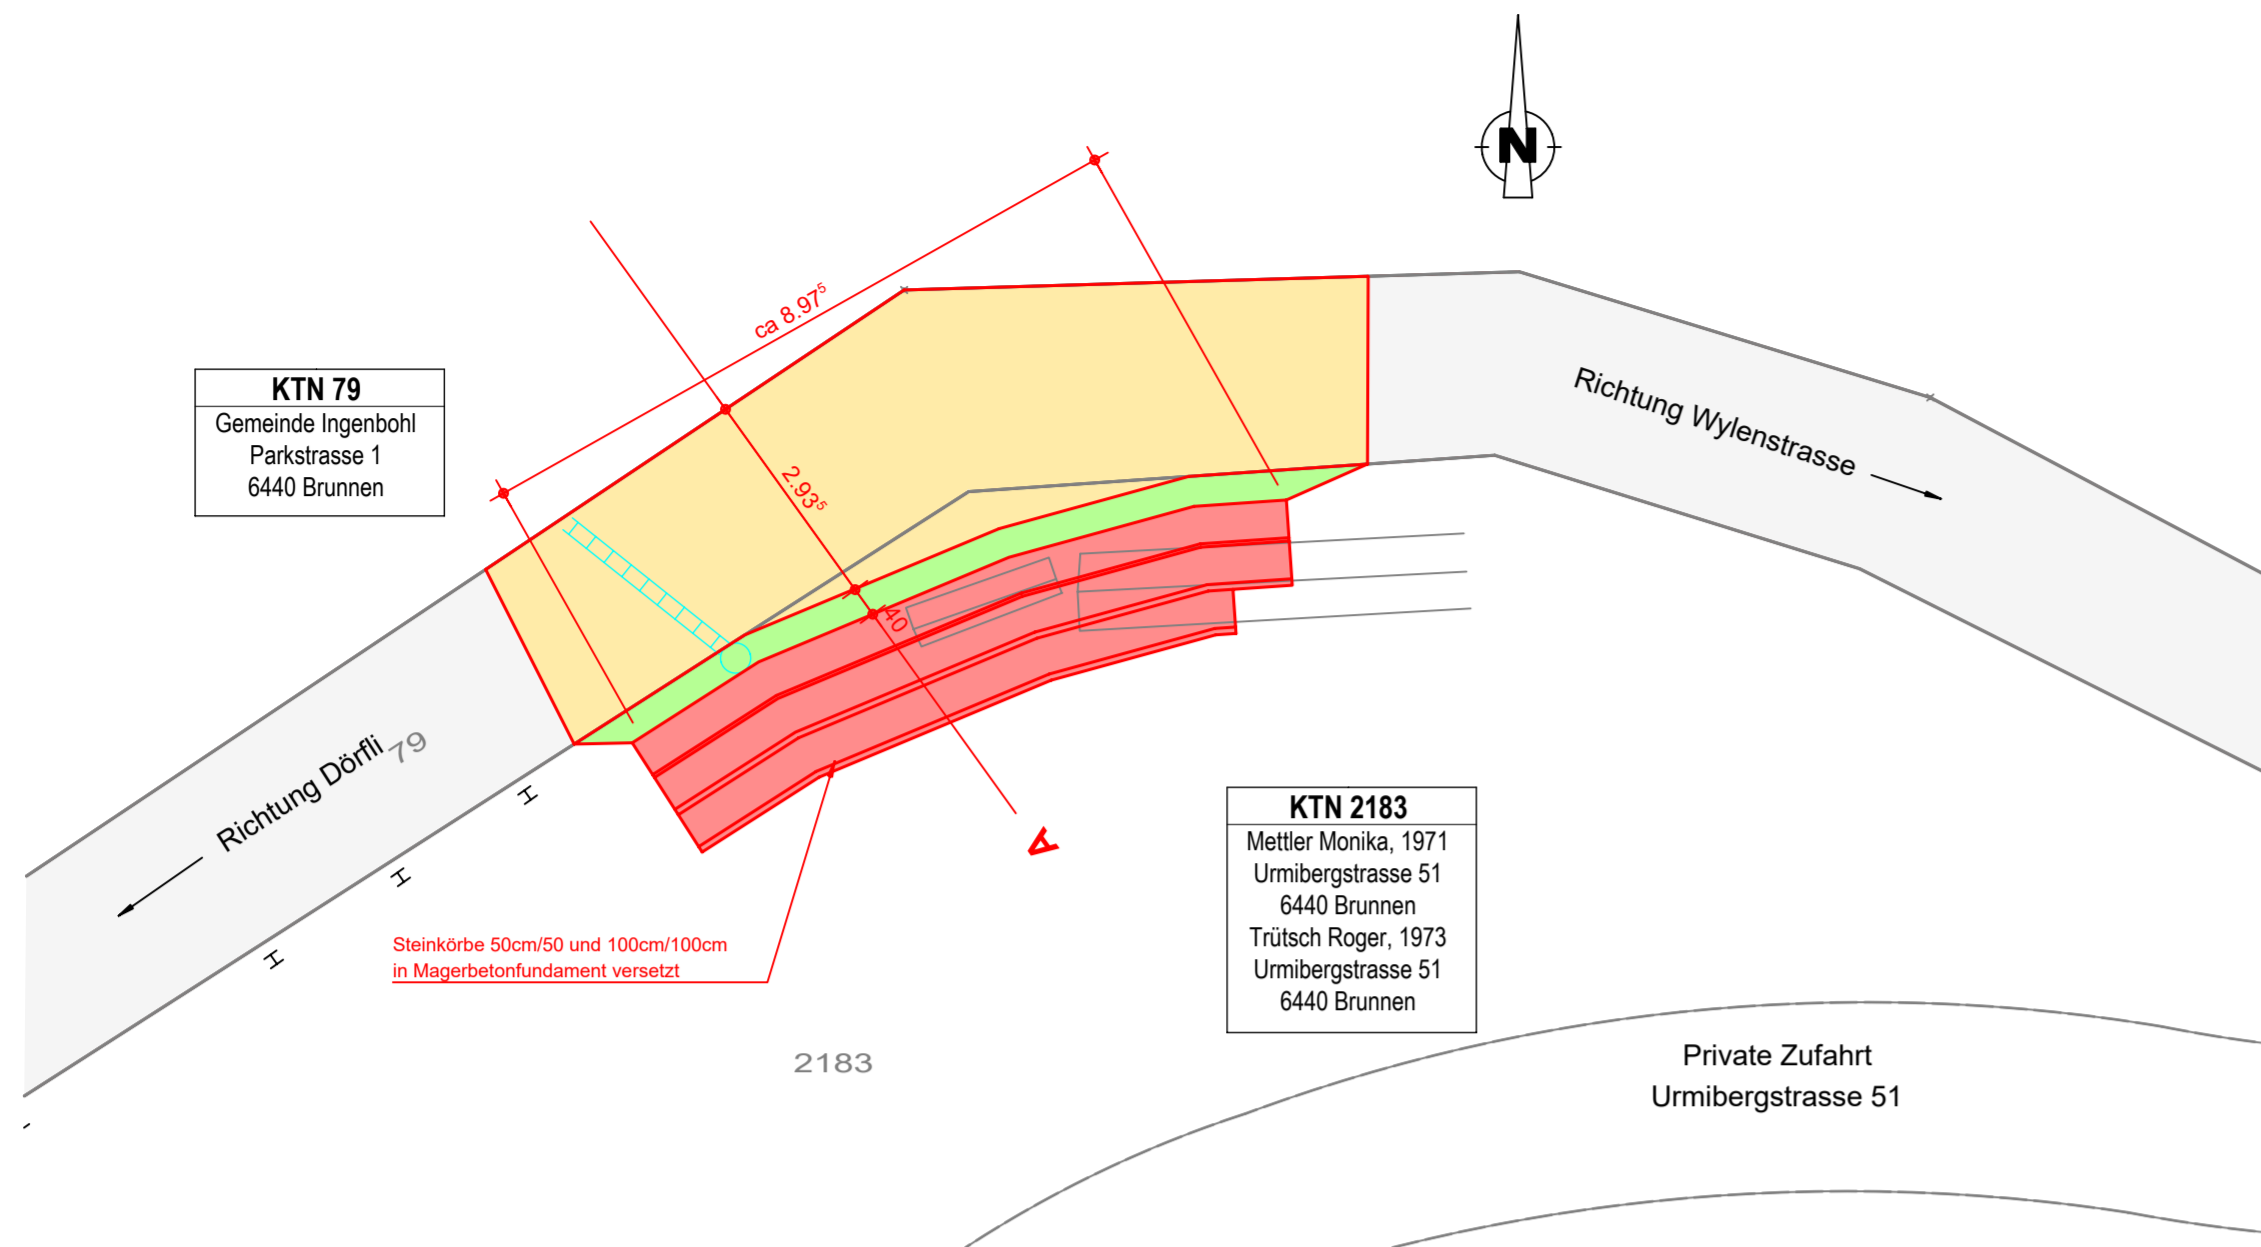 N
ca 8.97⁵
KTN 79
Gemeinde Ingenbohl
Parkstrasse 1
6440 Brunnen
Richtung Wylenstrasse
2.93⁵
40
Richtung Dörfli
79
A
KTN 2183
Mettler Monika, 1971
Urmibergstrasse 51
6440 Brunnen
Trütsch Roger, 1973
Urmibergstrasse 51
6440 Brunnen
Steinkörbe 50cm/50 und 100cm/100cm
in Magerbetonfundament versetzt
2183
Private Zufahrt
Urmibergstrasse 51